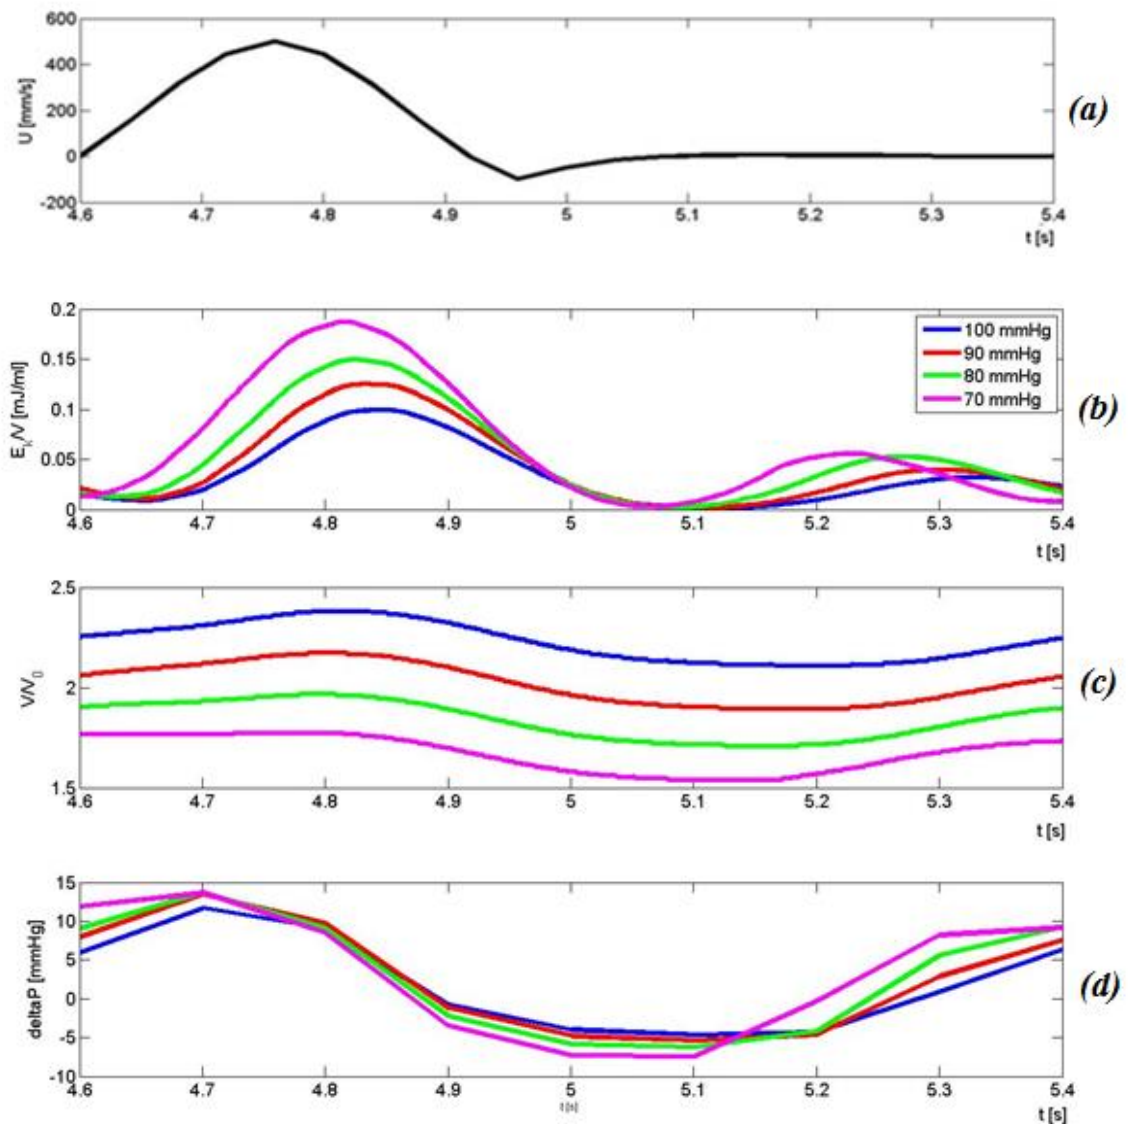 600
400
200
0
-200
U [mm/s]
4.6 4.7 4.8 4.9 5 5.1 5.2 5.3 5.4
t [s]
(a)
0.2
0.15
0.1
0.05
0
E_k/V [mJ/ml]
100 mmHg
90 mmHg
80 mmHg
70 mmHg
4.6 4.7 4.8 4.9 5 5.1 5.2 5.3 5.4
t [s]
(b)
2.5
2
1.5
V/V_0
4.6 4.7 4.8 4.9 5 5.1 5.2 5.3 5.4
t [s]
(c)
15
10
5
0
-5
-10
deltaP [mmHg]
4.6 4.7 4.8 4.9 5 5.1 5.2 5.3 5.4
t [s]
t [s]
(d)